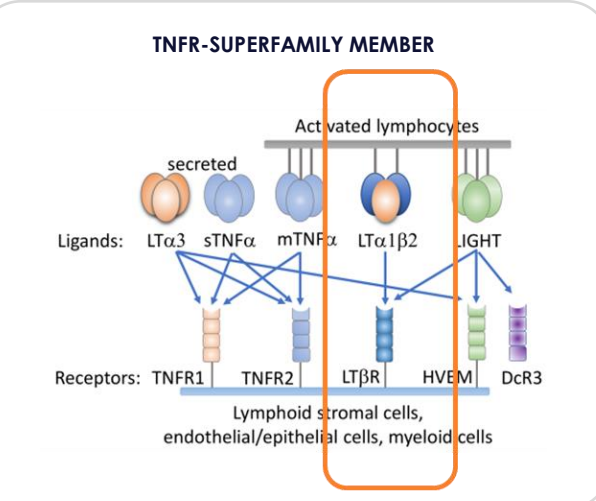 TNFR-SUPERFAMILY MEMBER
Activated lymphocytes
secreted
Ligands: LTα3 sTNFα mTNFα LTα1β2 LIGHT
Receptors: TNFR1 TNFR2 LTβR HVEM DcR3
Lymphoid stromal cells,
endothelial/epithelial cells, myeloid cells